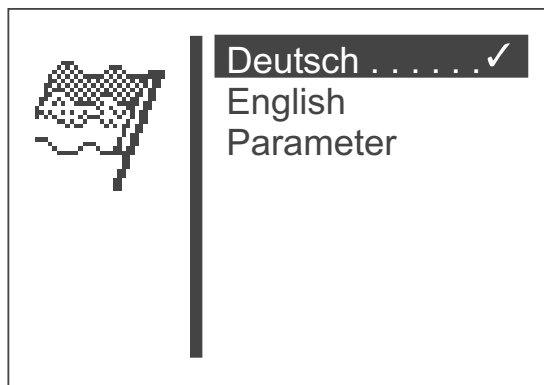 Deutsch . . . . . . ✓
English
Parameter